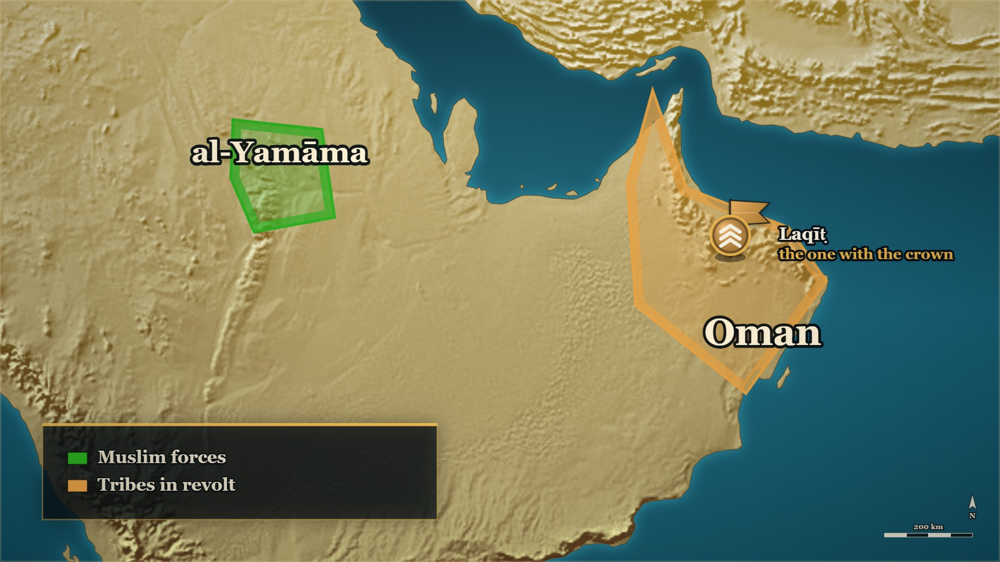 al-Yamāma
Laqīṭ
the one with the crown
Oman
Muslim forces
Tribes in revolt
N
200 km